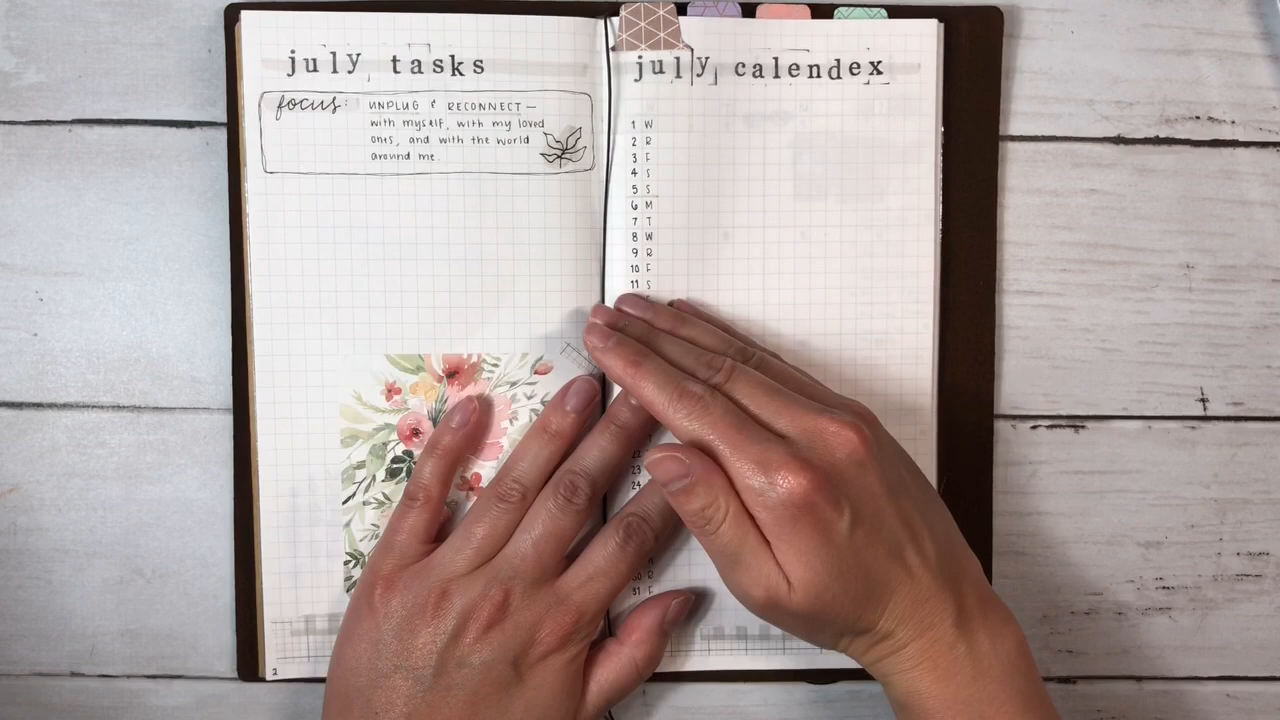 july tasks
focus: UNPLUG & RECONNECT—
with myself, with my loved
ones, and with the world
around me.
2
july calendex
1 W
2 R
3 F
4 S
5 S
6 M
7 T
8 W
9 R
10 F
11 S
22
23
24
30 R
31 F